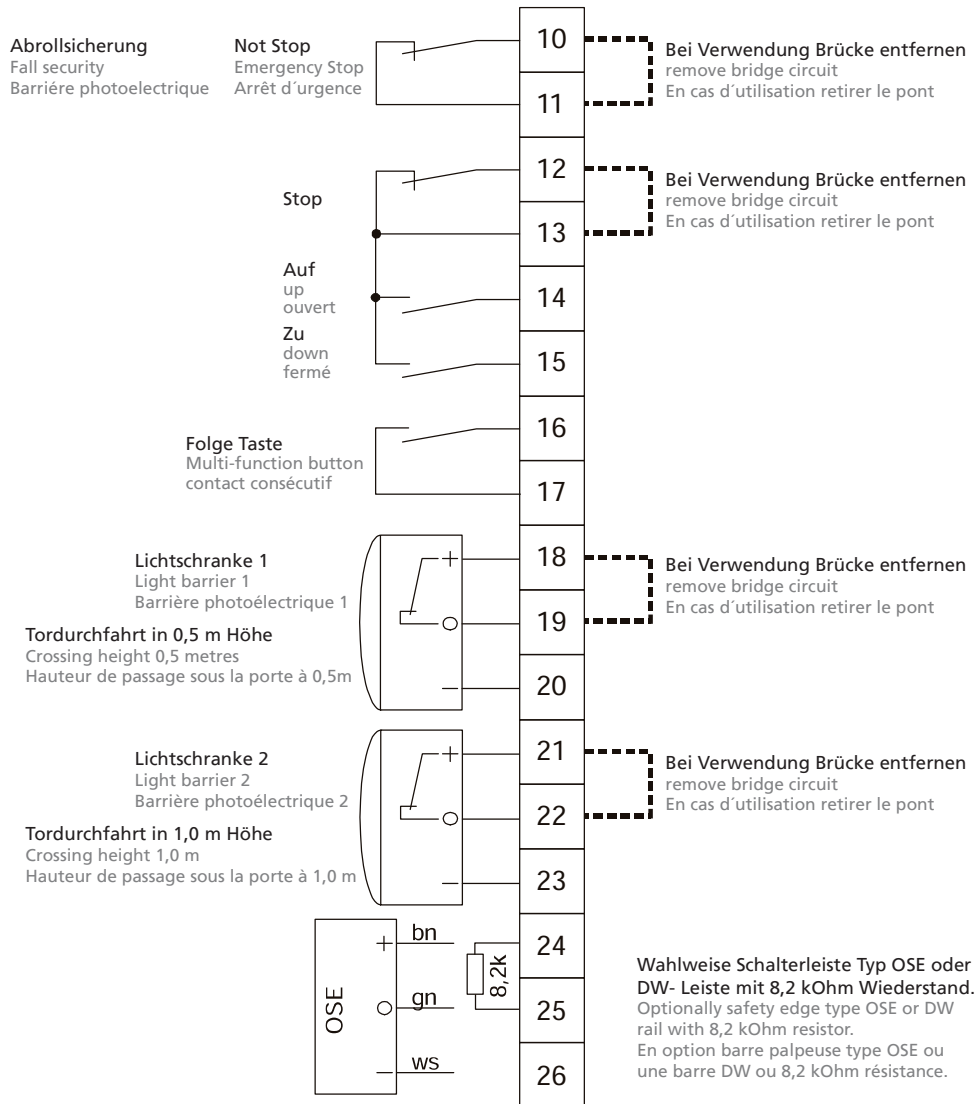 Abrollsicherung
Fall security
Barriére photoelectrique
Not Stop
Emergency Stop
Arrêt d´urgence
10
11
Bei Verwendung Brücke entfernen
remove bridge circuit
En cas d´utilisation retirer le pont
Stop
12
13
Bei Verwendung Brücke entfernen
remove bridge circuit
En cas d´utilisation retirer le pont
Auf
up
ouvert
14
Zu
down
fermé
15
Folge Taste
Multi-function button
contact consécutif
16
17
Lichtschranke 1
Light barrier 1
Barrière photoélectrique 1
Tordurchfahrt in 0,5 m Höhe
Crossing height 0,5 metres
Hauteur de passage sous la porte à 0,5m
+
O
–
18
19
20
Bei Verwendung Brücke entfernen
remove bridge circuit
En cas d´utilisation retirer le pont
Lichtschranke 2
Light barrier 2
Barrière photoélectrique 2
Tordurchfahrt in 1,0 m Höhe
Crossing height 1,0 m
Hauteur de passage sous la porte à 1,0 m
+
O
–
21
22
23
Bei Verwendung Brücke entfernen
remove bridge circuit
En cas d´utilisation retirer le pont
OSE
+ bn
O gn
– ws
8,2k
24
25
26
Wahlweise Schalterleiste Typ OSE oder
DW- Leiste mit 8,2 kOhm Wiederstand.
Optionally safety edge type OSE or DW
rail with 8,2 kOhm resistor.
En option barre palpeuse type OSE ou
une barre DW ou 8,2 kOhm résistance.